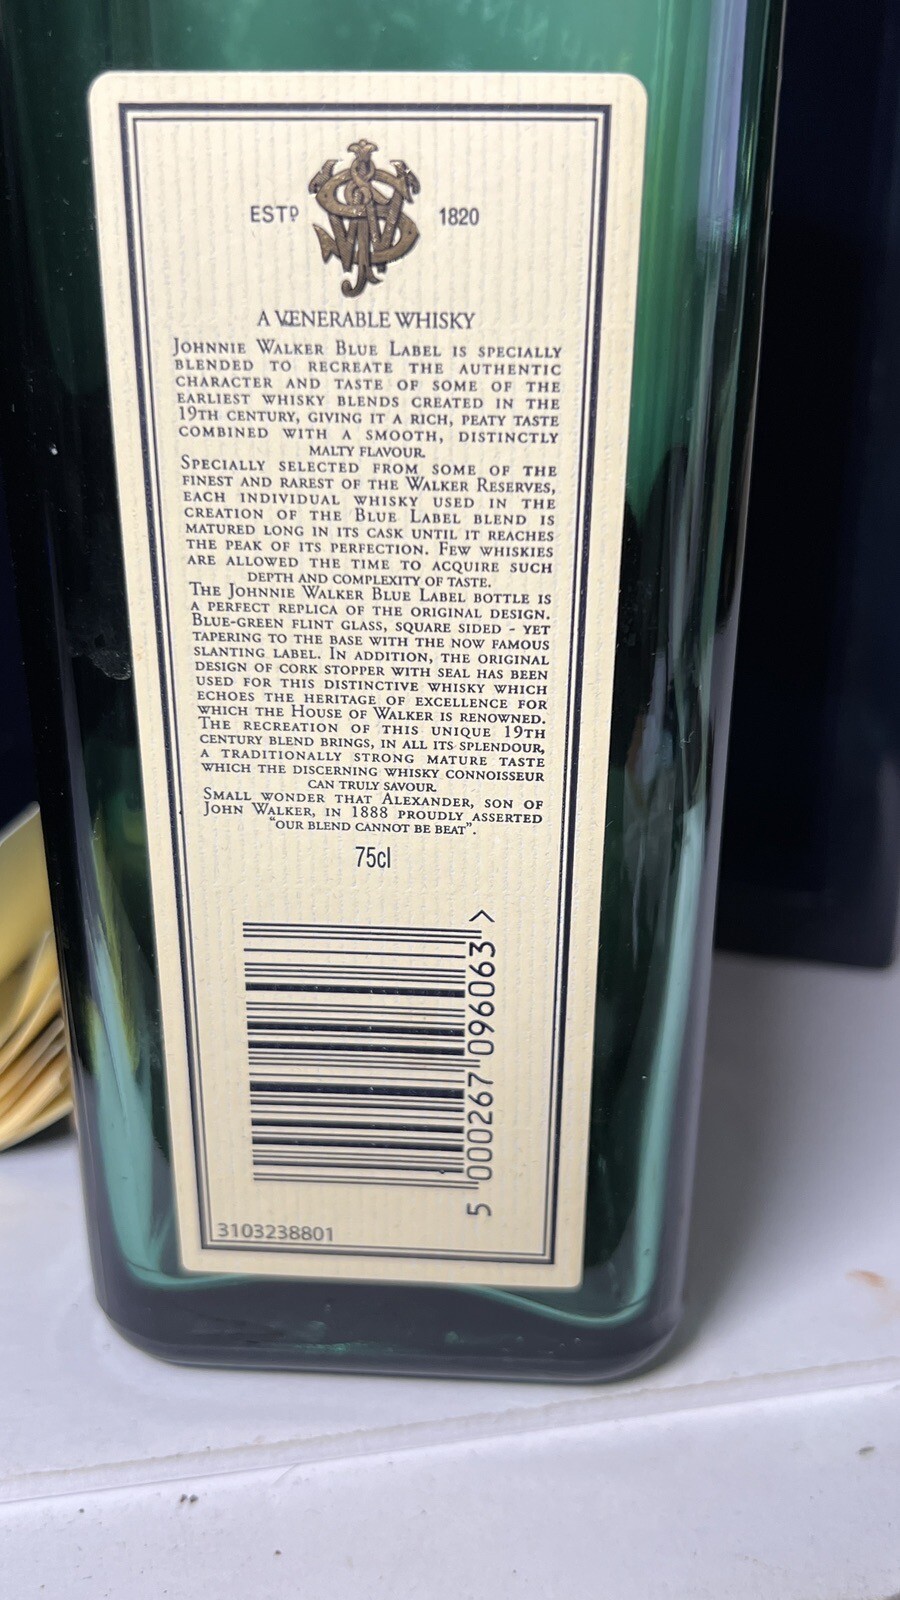 ESTD 1820
A VENERABLE WHISKY
JOHNNIE WALKER BLUE LABEL IS SPECIALLY
BLENDED TO RECREATE THE AUTHENTIC
CHARACTER AND TASTE OF SOME OF THE
EARLIEST WHISKY BLENDS CREATED IN THE
19TH CENTURY, GIVING IT A RICH, PEATY TASTE
COMBINED WITH A SMOOTH, DISTINCTLY
MALTY FLAVOUR.
SPECIALLY SELECTED FROM SOME OF THE
FINEST AND RAREST OF THE WALKER RESERVES,
EACH INDIVIDUAL WHISKY USED IN THE
CREATION OF THE BLUE LABEL BLEND IS
MATURED LONG IN ITS CASK UNTIL IT REACHES
THE PEAK OF ITS PERFECTION. FEW WHISKIES
ARE ALLOWED THE TIME TO ACQUIRE SUCH
DEPTH AND COMPLEXITY OF TASTE.
THE JOHNNIE WALKER BLUE LABEL BOTTLE IS
A PERFECT REPLICA OF THE ORIGINAL DESIGN.
BLUE-GREEN FLINT GLASS, SQUARE SIDED - YET
TAPERING TO THE BASE WITH THE NOW FAMOUS
SLANTING LABEL. IN ADDITION, THE ORIGINAL
DESIGN OF CORK STOPPER WITH SEAL HAS BEEN
USED FOR THIS DISTINCTIVE WHISKY WHICH
ECHOES THE HERITAGE OF EXCELLENCE FOR
WHICH THE HOUSE OF WALKER IS RENOWNED.
THE RECREATION OF THIS UNIQUE 19TH
CENTURY BLEND BRINGS, IN ALL ITS SPLENDOUR,
A TRADITIONALLY STRONG MATURE TASTE
WHICH THE DISCERNING WHISKY CONNOISSEUR
CAN TRULY SAVOUR.
SMALL WONDER THAT ALEXANDER, SON OF
JOHN WALKER, IN 1888 PROUDLY ASSERTED
"OUR BLEND CANNOT BE BEAT".
75cl
5 000267 096063 >
3103238801